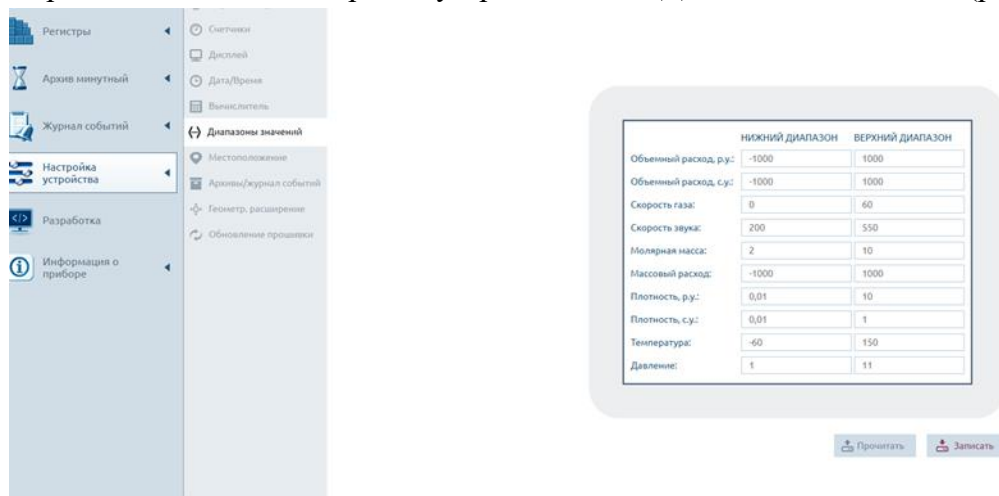 Регистры
Архив минутный
Журнал событий
Настройка
устройства
Разработка
Информация о
приборе
Счетчики
Дисплей
Дата/Время
Вычислитель
Диапазоны значений
Местоположение
Архивы/журнал событий
Геометр. расширение
Обновление прошивки
НИЖНИЙ ДИАПАЗОН ВЕРХНИЙ ДИАПАЗОН
Объемный расход, р.у.: -1000 1000
Объемный расход, с.у.: -1000 1000
Скорость газа: 0 60
Скорость звука: 200 550
Молярная масса: 2 10
Массовый расход: -1000 1000
Плотность, р.у.: 0,01 10
Плотность, с.у.: 0,01 1
Температура: -60 150
Давление: 1 11
Прочитать Записать